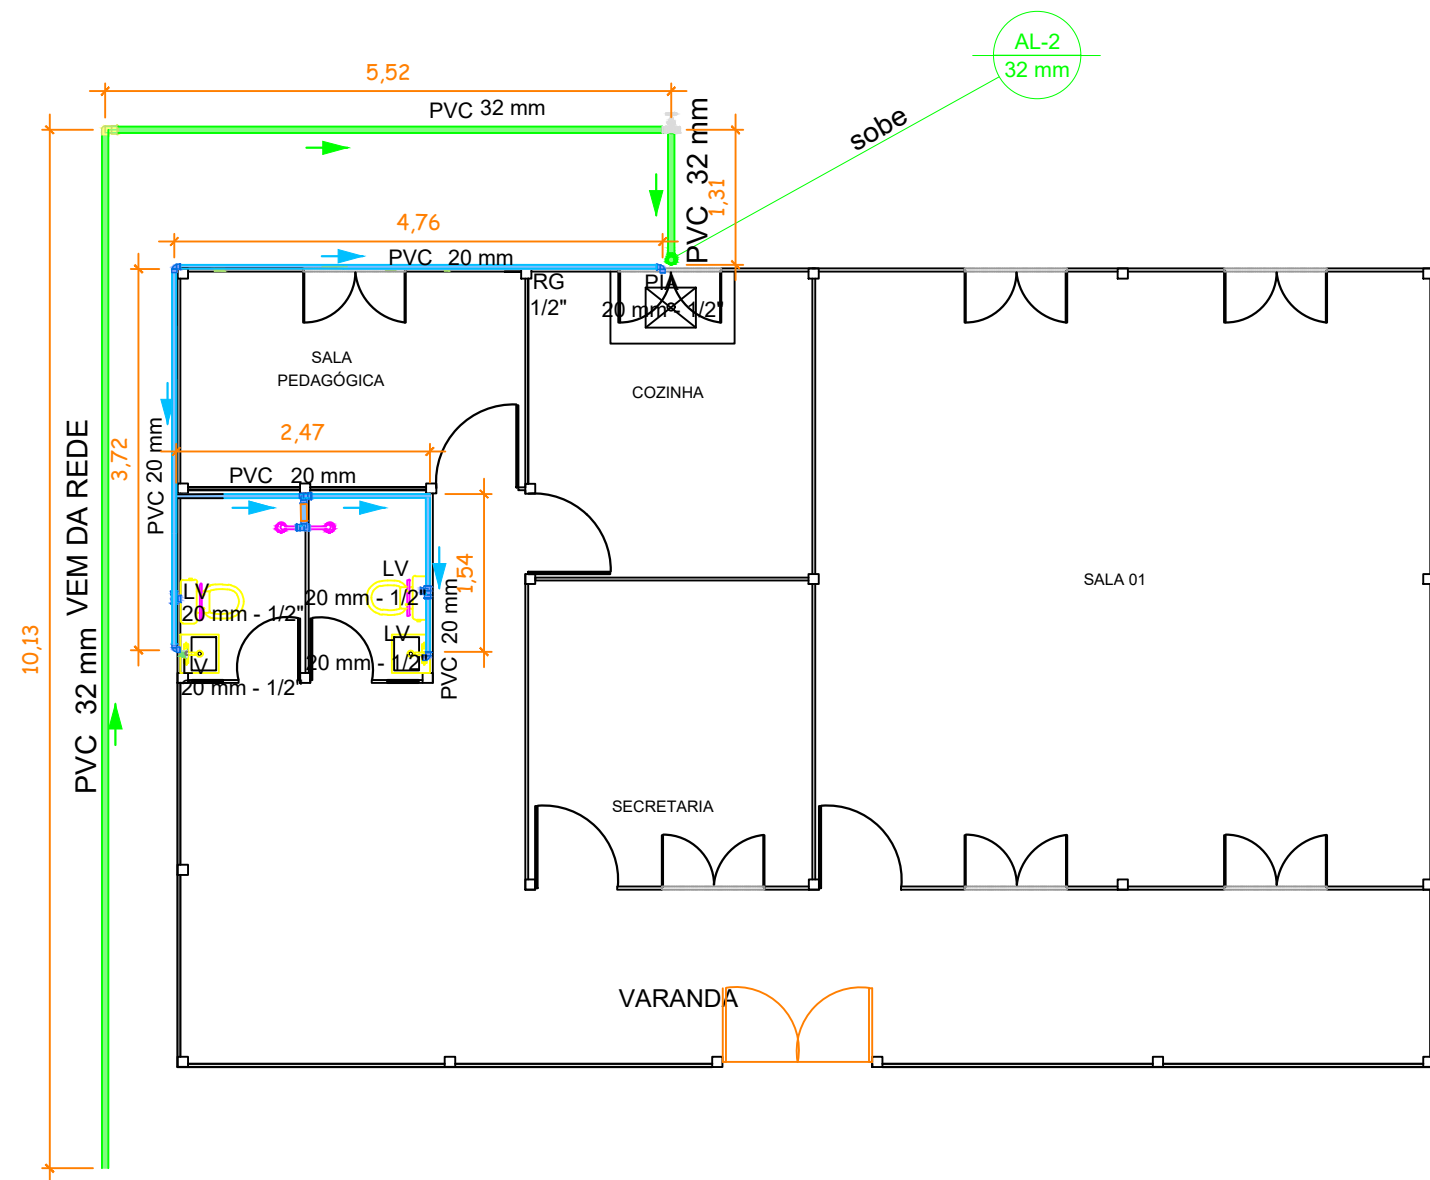 AL-2
32 mm
sobe
5,52
PVC 32 mm
PVC 32 mm
1,31
4,76
PVC 20 mm
RG
1/2"
PIA
20 mm - 1/2"
SALA
PEDAGÓGICA
COZINHA
2,47
PVC 20 mm
3,72
PVC 20 mm
PVC 32 mm VEM DA REDE
10,13
LV
20 mm - 1/2"
LV
20 mm - 1/2"
1,54
PVC 20 mm
LV
20 mm - 1/2"
LV
20 mm - 1/2"
SALA 01
SECRETARIA
VARANDA